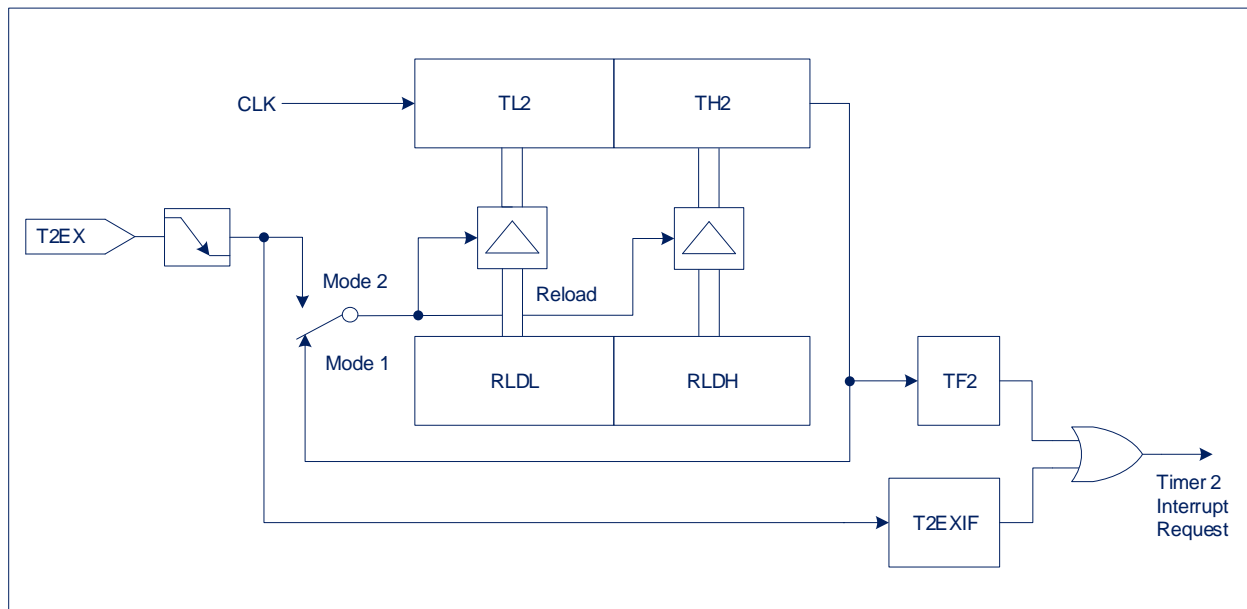 CLK
TL2
TH2
T2EX
Mode 2
Reload
Mode 1
RLDL
RLDH
TF2
T2EXIF
Timer 2
Interrupt
Request